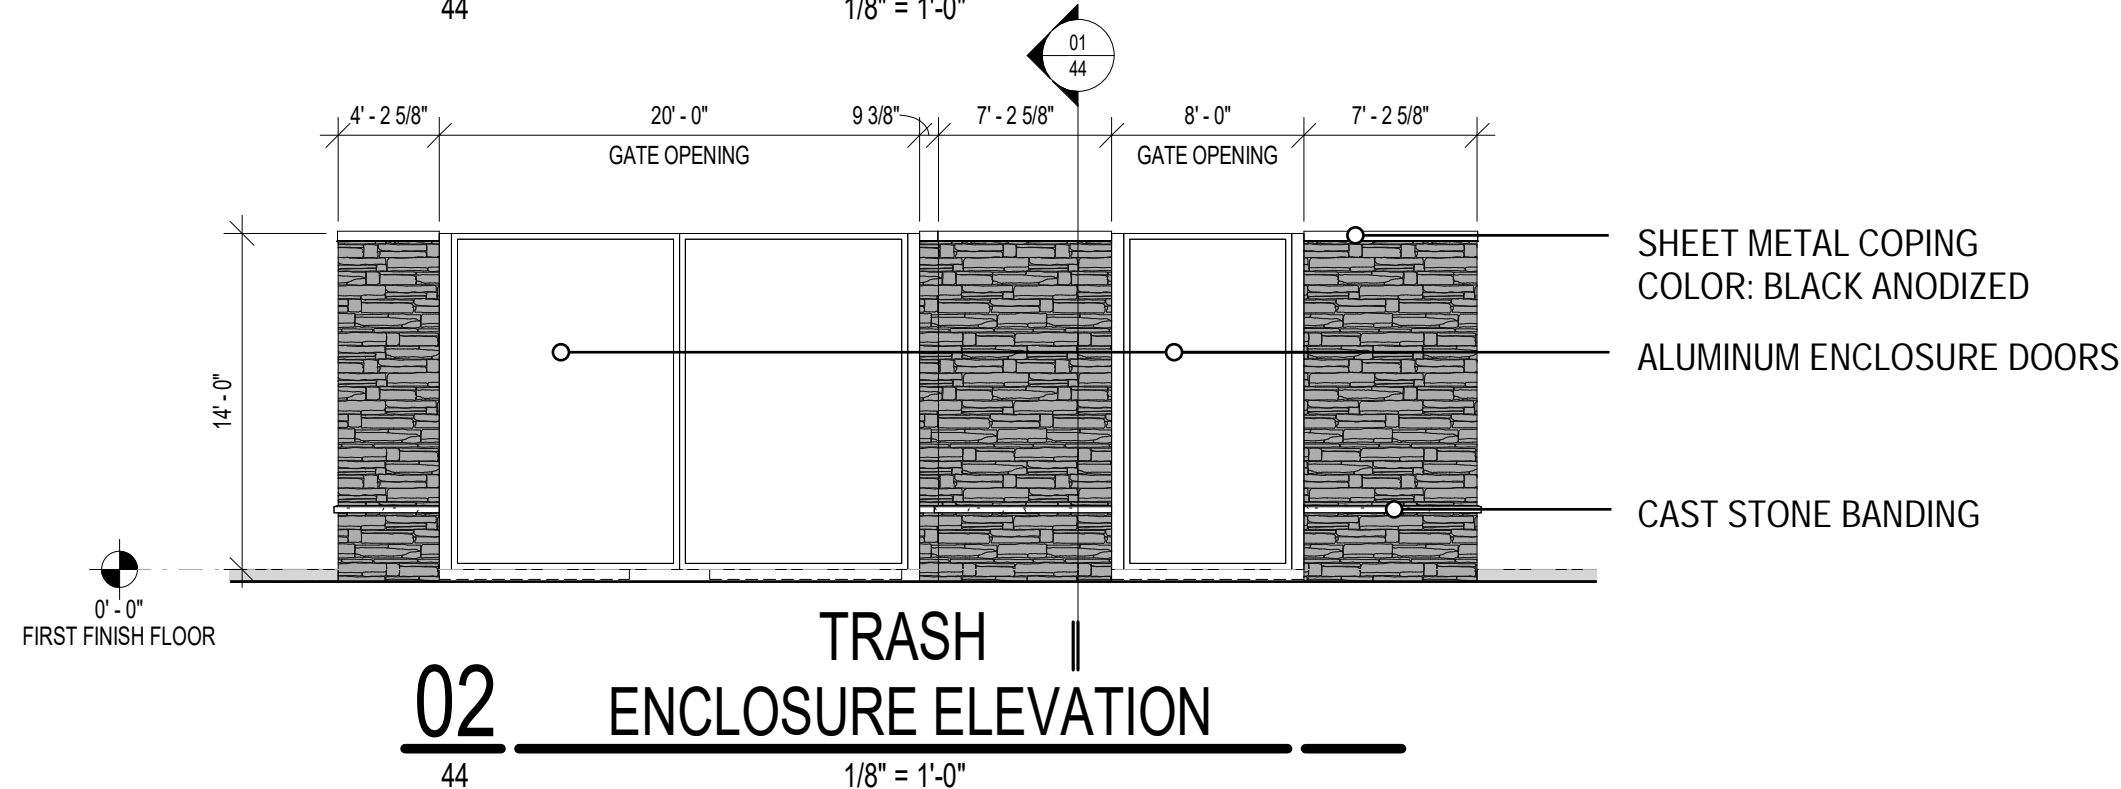 44
1/8" = 1'-0"
01
44
4' - 2 5/8"
20' - 0"
9 3/8"
7' - 2 5/8"
8' - 0"
7' - 2 5/8"
GATE OPENING
GATE OPENING
SHEET METAL COPING
COLOR: BLACK ANODIZED
ALUMINUM ENCLOSURE DOORS
14' - 0"
CAST STONE BANDING
0' - 0"
FIRST FINISH FLOOR
TRASH
02
ENCLOSURE ELEVATION
44
1/8" = 1'-0"